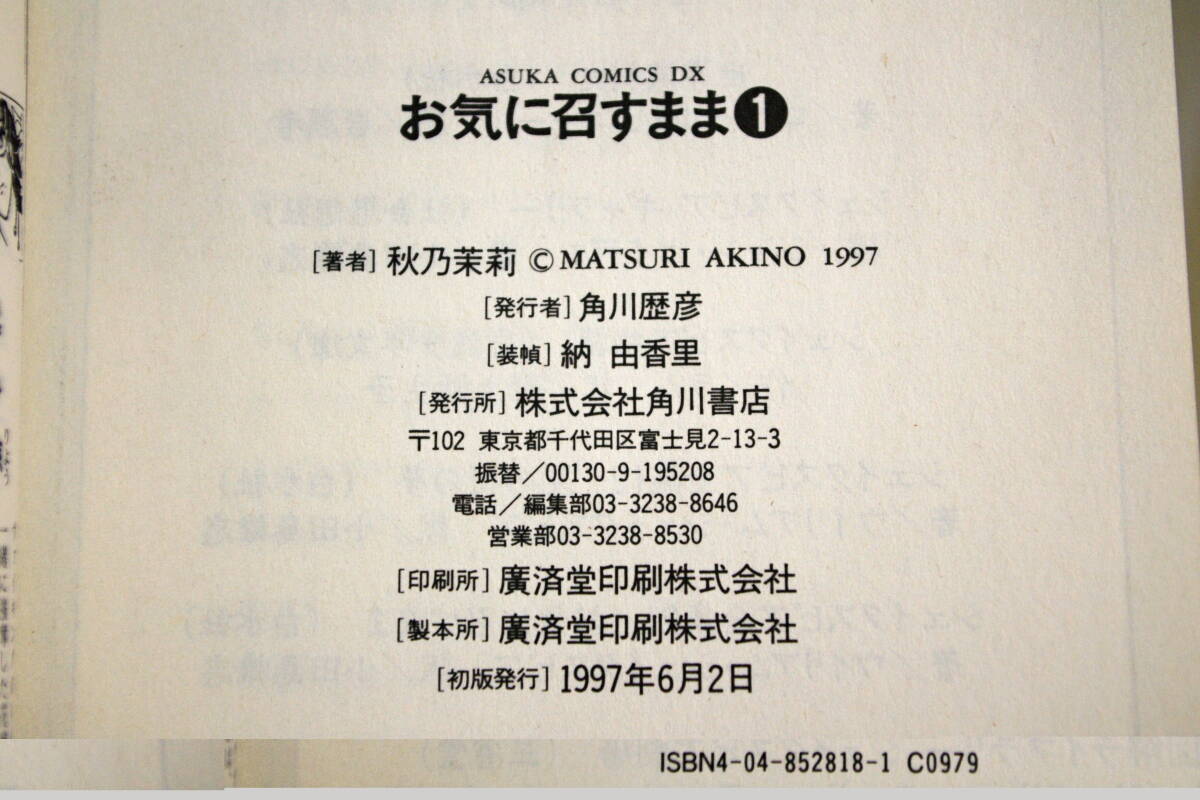 ASUKA COMICS DX
お気に召すまま❶
[著者] 秋乃茉莉 ©MATSURI AKINO 1997
[発行者] 角川歴彦
[装幀] 納 由香里
[発行所] 株式会社角川書店
〒102 東京都千代田区富士見2-13-3
振替／00130-9-195208
電話／編集部03-3238-8646
営業部03-3238-8530
[印刷所] 廣済堂印刷株式会社
[製本所] 廣済堂印刷株式会社
[初版発行] 1997年6月2日
ISBN4-04-852818-1 C0979